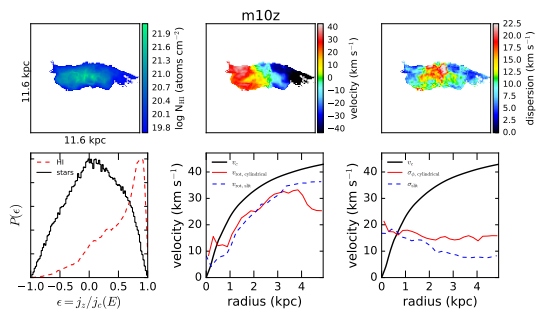 m10z
11.6 kpc
11.6 kpc
21.9
21.6
21.3
21.0
20.7
20.4
20.1
19.8
log N_HI (atoms cm⁻²)
40
30
20
10
0
−10
−20
−30
−40
velocity (km s⁻¹)
22.5
20.0
17.5
15.0
12.5
10.0
7.5
5.0
2.5
0.0
dispersion (km s⁻¹)
P(ϵ)
HI
stars
−1.0 −0.5 0.0 0.5 1.0
ϵ = j_z/j_c(E)
velocity (km s⁻¹)
40
30
20
10
0
v_c
v_rot, cylindrical
v_rot, slit
0 1 2 3 4
radius (kpc)
velocity (km s⁻¹)
40
30
20
10
0
v_c
σ_φ, cylindrical
σ_slit
0 1 2 3 4
radius (kpc)